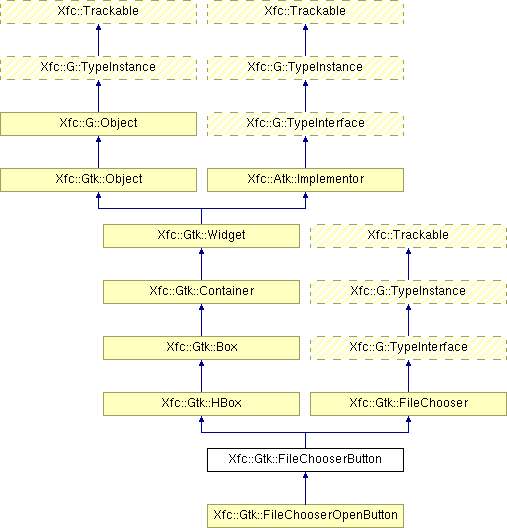 Xfc::Trackable
Xfc::Trackable
Xfc::G::TypeInstance
Xfc::G::TypeInstance
Xfc::G::Object
Xfc::G::TypeInterface
Xfc::Gtk::Object
Xfc::Atk::Implementor
Xfc::Gtk::Widget
Xfc::Trackable
Xfc::Gtk::Container
Xfc::G::TypeInstance
Xfc::Gtk::Box
Xfc::G::TypeInterface
Xfc::Gtk::HBox
Xfc::Gtk::FileChooser
Xfc::Gtk::FileChooserButton
Xfc::Gtk::FileChooserOpenButton